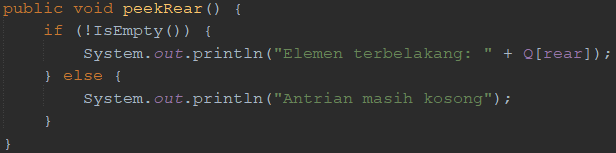 public void peekRear() {
    if (!IsEmpty()) {
        System.out.println("Elemen terbelakang: " + Q[rear]);
    } else {
        System.out.println("Antrian masih kosong");
    }
}